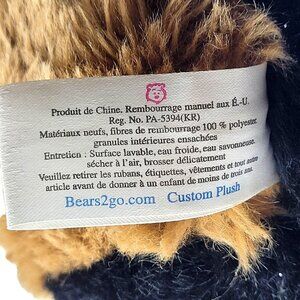 Produit de Chine. Rembourrage manuel aux É.-U.
Reg. No. PA-5394(KR)
Matériaux neufs, fibres de rembourrage 100 % polyester,
granules intérieures ensachées
Entretien : Surface lavable, eau froide, eau savonneuse,
sécher à l'air, brosser délicatement
Veuillez retirer les rubans, étiquettes, vêtements et tout autre
article avant de donner à un enfant de moins de trois ans.
Bears2go.com Custom Plush